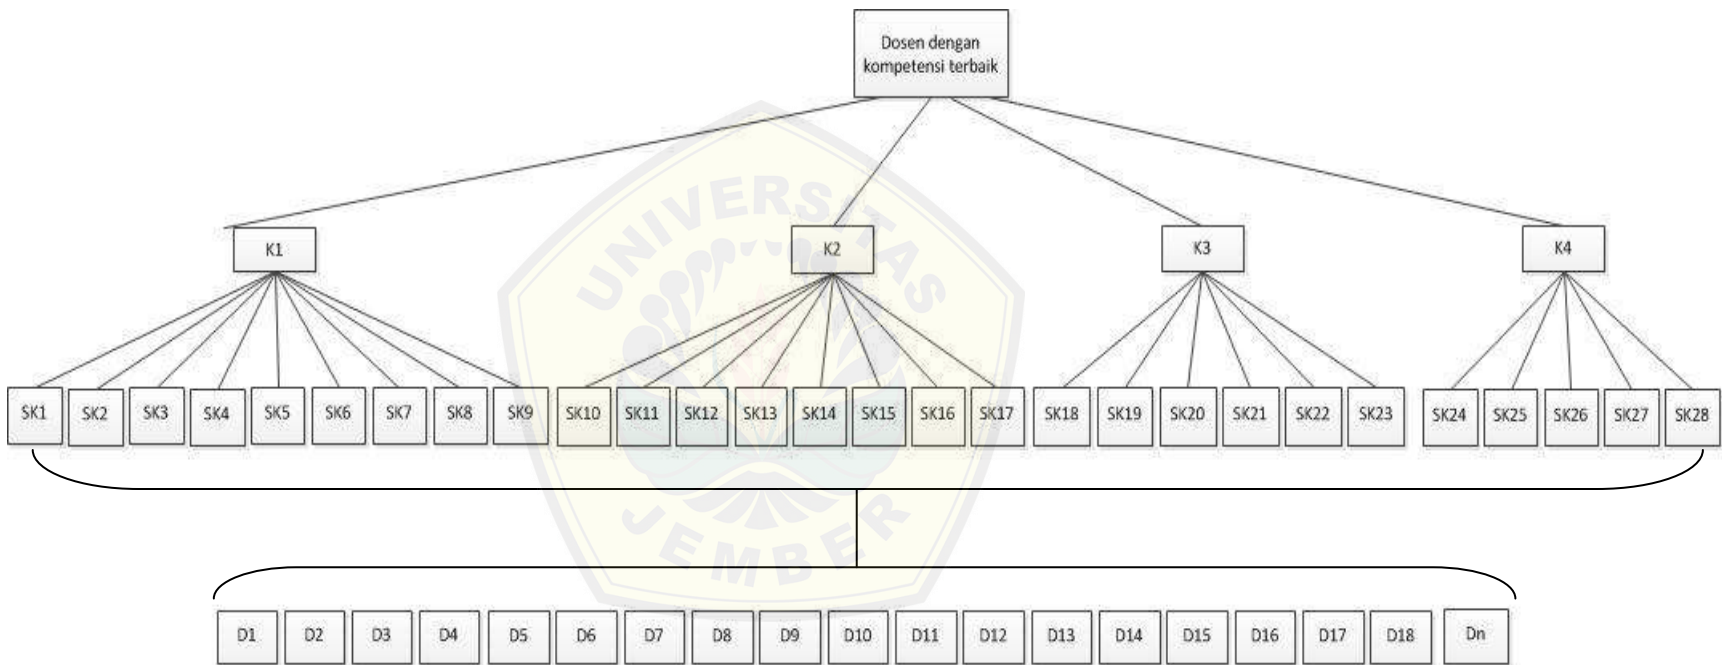 Dosen dengan
kompetensi terbaik
UNIVERSITAS
K1 K2 K3 K4
SK1 SK2 SK3 SK4 SK5 SK6 SK7 SK8 SK9 SK10 SK11 SK12 SK13 SK14 SK15 SK16 SK17 SK18 SK19 SK20 SK21 SK22 SK23 SK24 SK25 SK26 SK27 SK28
JEMBER
D1 D2 D3 D4 D5 D6 D7 D8 D9 D10 D11 D12 D13 D14 D15 D16 D17 D18 Dn